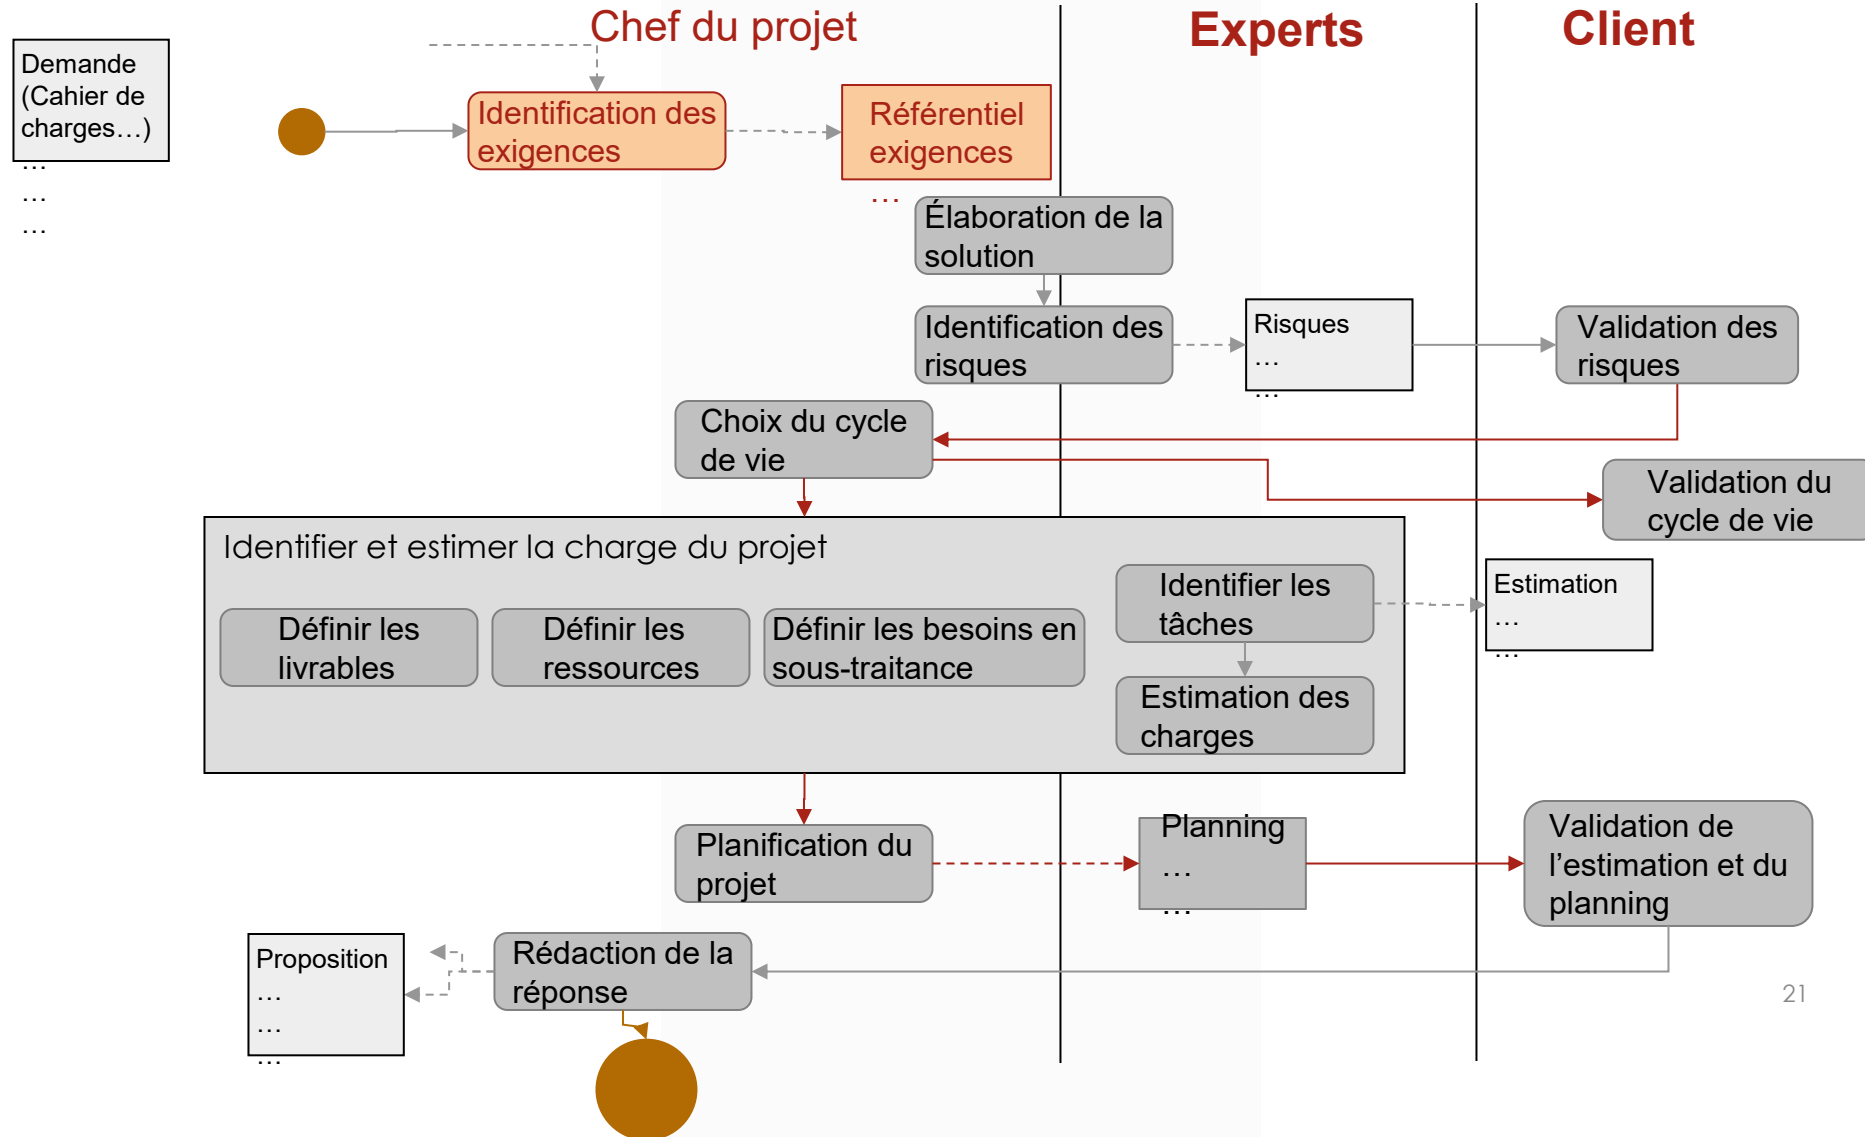 Chef du projet
Experts
Client
Demande
(Cahier de
charges…)
…
…
…
Identification des
exigences
Référentiel
exigences
…
Élaboration de la
solution
Identification des
risques
Risques
…
…
Validation des
risques
Choix du cycle
de vie
Validation du
cycle de vie
Identifier et estimer la charge du projet
Définir les
livrables
Définir les
ressources
Définir les besoins en
sous-traitance
Identifier les
tâches
Estimation des
charges
Estimation
…
…
Planification du
projet
Planning
…
…
Validation de
l’estimation et du
planning
Proposition
…
…
…
Rédaction de la
réponse
21